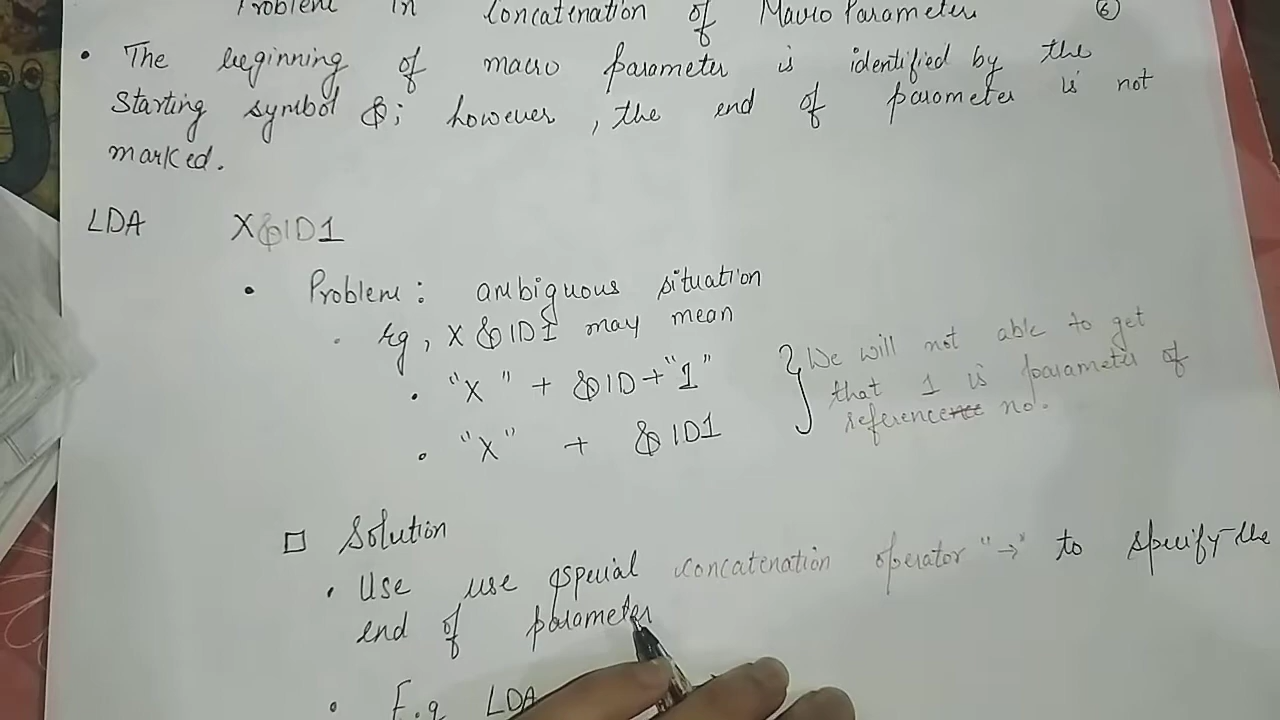 Problem in Concatenation of Macro Parameter 6
• The beginning of macro parameter is identified by the
starting symbol &; however, the end of parameter is not
marked.
LDA X&ID1
• Problem: ambiguous situation
• Eg, X &ID1 may mean
• "X" + &ID+"1"
• "X" + &ID1
} We will not able to get
that 1 is parameter of
reference no.
□ Solution
• Use use special concatenation operator "→" to specify the
end of parameter
• E.g LDA